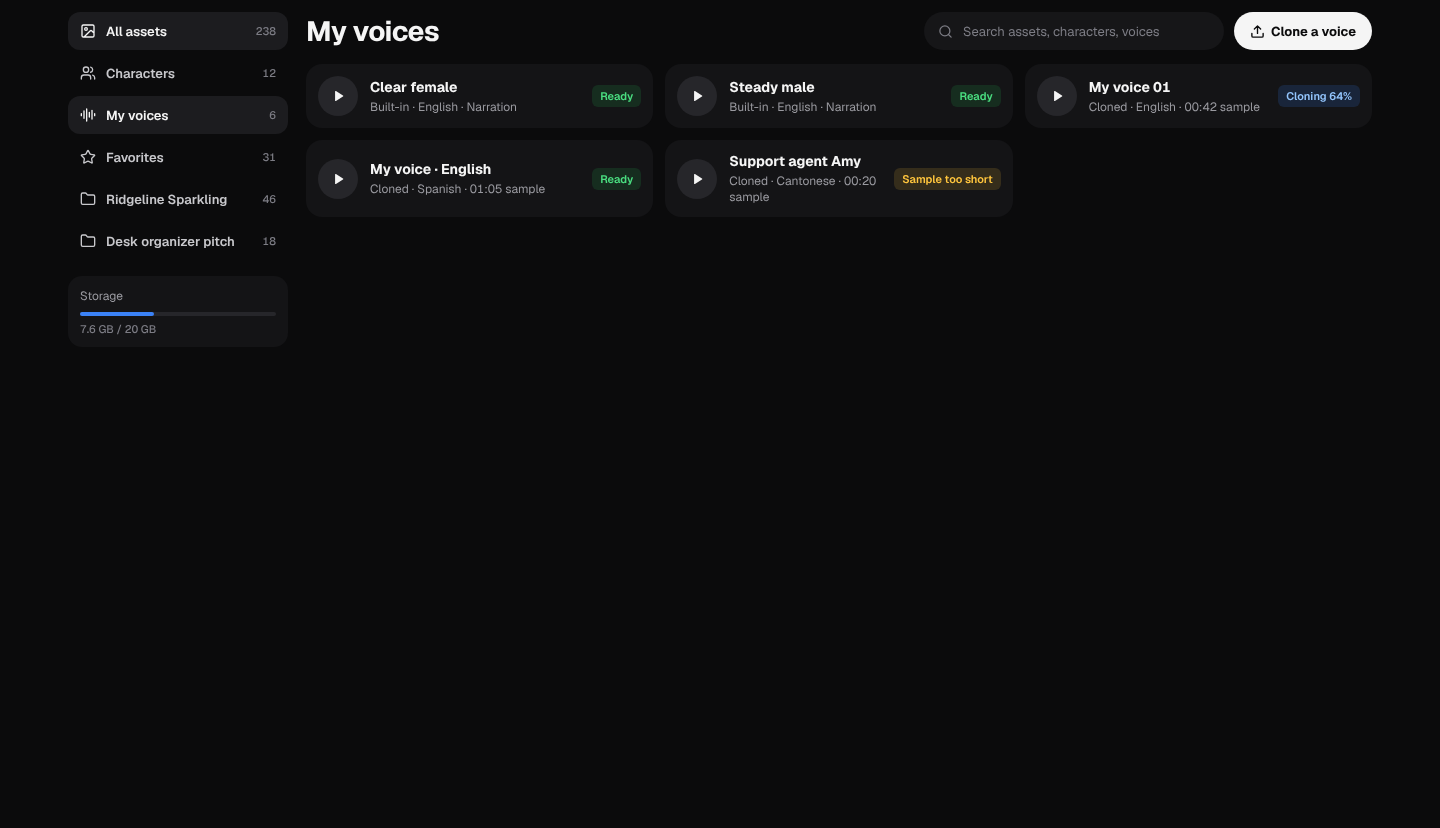 All assets 238
Characters 12
My voices 6
Favorites 31
Ridgeline Sparkling 46
Desk organizer pitch 18
Storage
7.6 GB / 20 GB
My voices
Search assets, characters, voices
Clone a voice
Clear female
Built-in · English · Narration
Ready
Steady male
Built-in · English · Narration
Ready
My voice 01
Cloned · English · 00:42 sample
Cloning 64%
My voice · English
Cloned · Spanish · 01:05 sample
Ready
Support agent Amy
Cloned · Cantonese · 00:20
sample
Sample too short